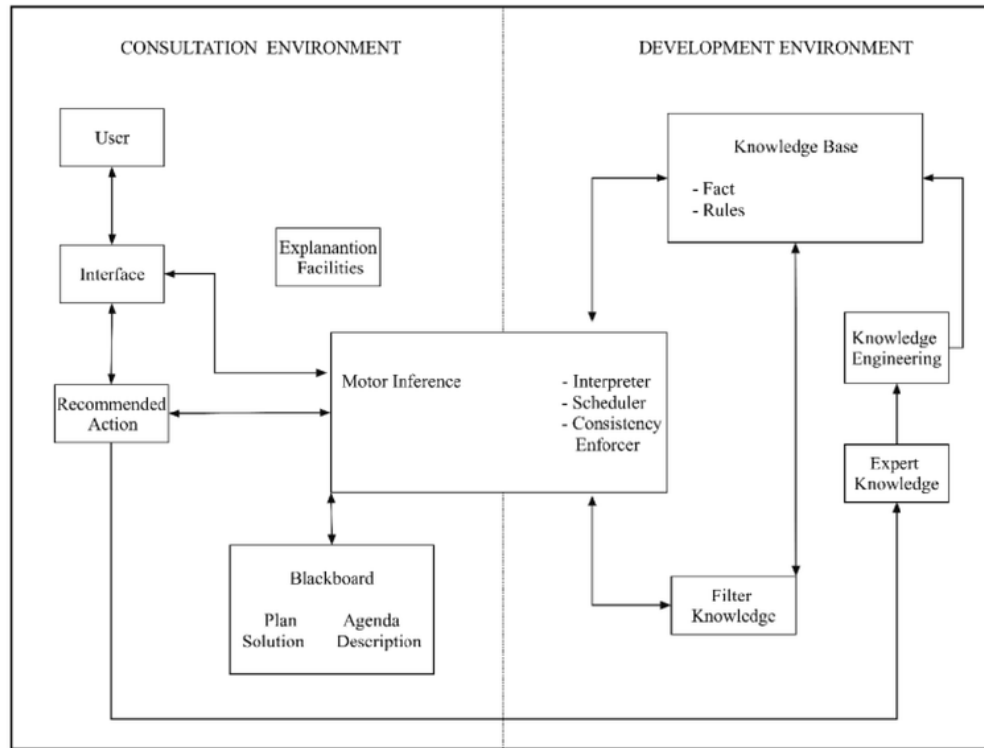 CONSULTATION ENVIRONMENT
DEVELOPMENT ENVIRONMENT
User
Interface
Explanantion
Facilities
Recommended
Action
Motor Inference
- Interpreter
- Scheduler
- Consistency
Enforcer
Blackboard
Plan
Solution
Agenda
Description
Knowledge Base
- Fact
- Rules
Knowledge
Engineering
Expert
Knowledge
Filter
Knowledge